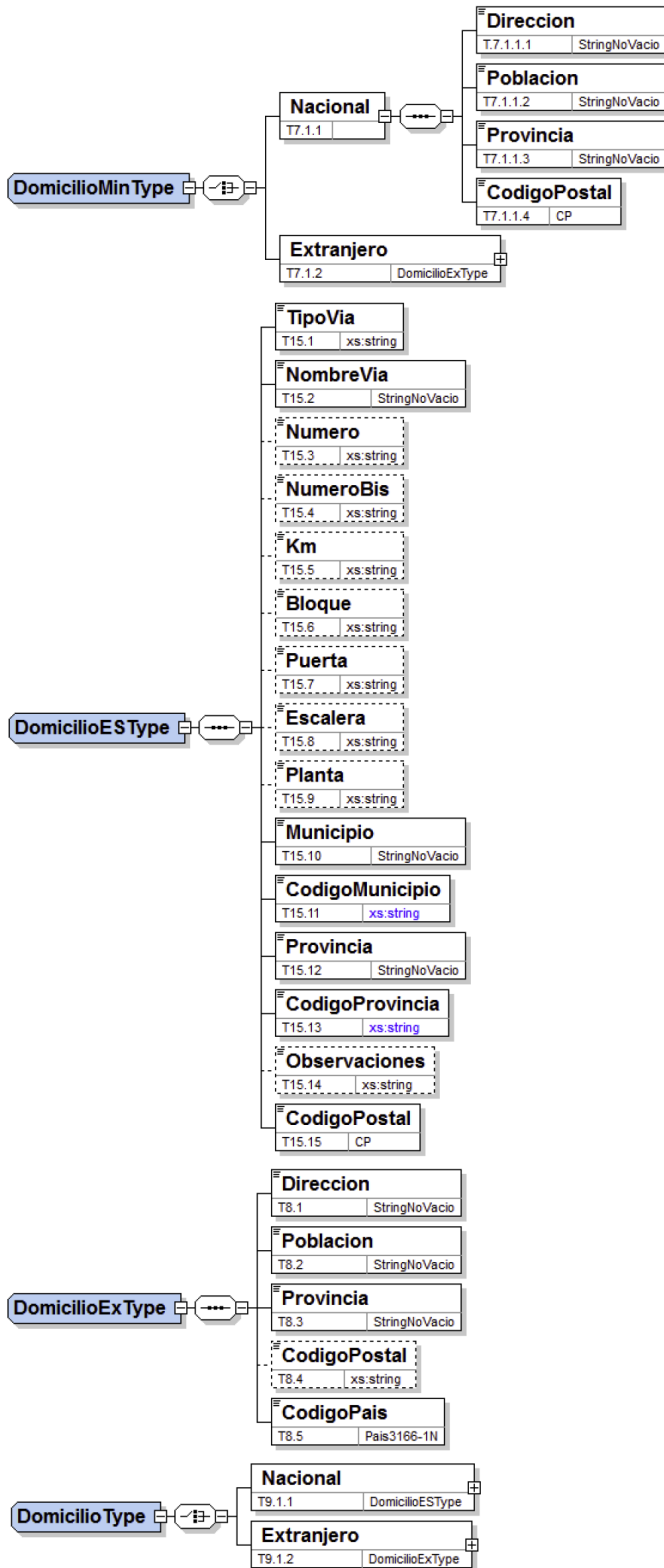 Direccion
T.7.1.1.1 StringNoVacio
Poblacion
T7.1.1.2 StringNoVacio
Nacional
T7.1.1
Provincia
T7.1.1.3 StringNoVacio
CodigoPostal
T7.1.1.4 CP
DomicilioMinType
Extranjero
T7.1.2 DomicilioExType
TipoVia
T15.1 xs:string
NombreVia
T15.2 StringNoVacio
Numero
T15.3 xs:string
NumeroBis
T15.4 xs:string
Km
T15.5 xs:string
Bloque
T15.6 xs:string
Puerta
T15.7 xs:string
DomicilioESType
Escalera
T15.8 xs:string
Planta
T15.9 xs:string
Municipio
T15.10 StringNoVacio
CodigoMunicipio
T15.11 xs:string
Provincia
T15.12 StringNoVacio
CodigoProvincia
T15.13 xs:string
Observaciones
T15.14 xs:string
CodigoPostal
T15.15 CP
Direccion
T8.1 StringNoVacio
Poblacion
T8.2 StringNoVacio
DomicilioExType
Provincia
T8.3 StringNoVacio
CodigoPostal
T8.4 xs:string
CodigoPais
T8.5 Pais3166-1N
Nacional
T9.1.1 DomicilioESType
DomicilioType
Extranjero
T9.1.2 DomicilioExType